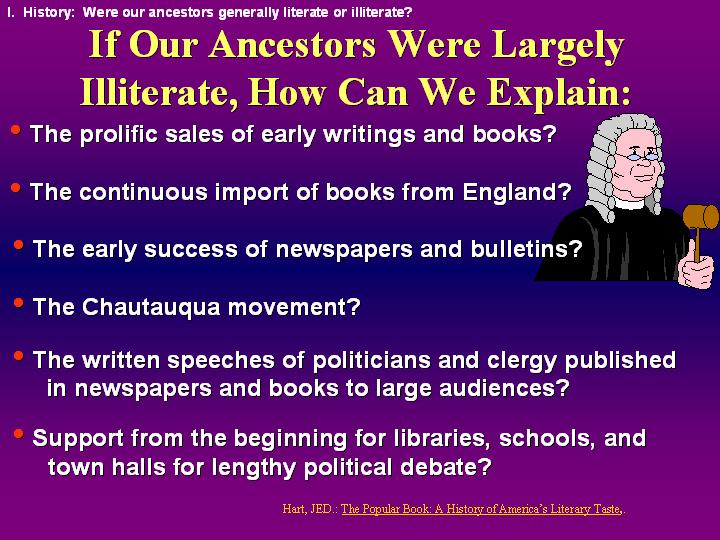 I. History: Were our ancestors generally literate or illiterate?
If Our Ancestors Were Largely
Illiterate, How Can We Explain:
• The prolific sales of early writings and books?
• The continuous import of books from England?
• The early success of newspapers and bulletins?
• The Chautauqua movement?
• The written speeches of politicians and clergy published
in newspapers and books to large audiences?
• Support from the beginning for libraries, schools, and
town halls for lengthy political debate?
Hart, JED.: The Popular Book: A History of America's Literary Taste,.